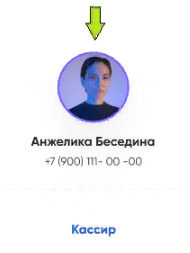 Анжелика Беседина
+7 (900) 111- 00 -00
Кассир